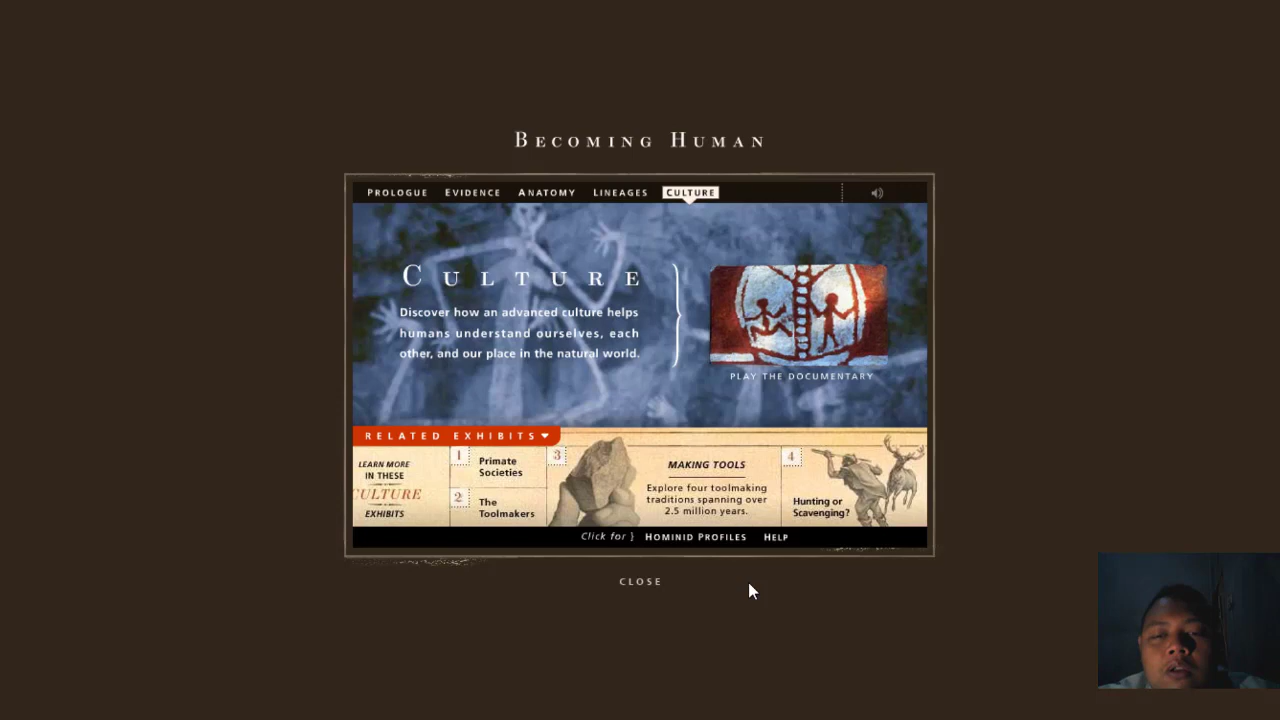 BECOMING HUMAN
PROLOGUE EVIDENCE ANATOMY LINEAGES CULTURE
CULTURE
Discover how an advanced culture helps
humans understand ourselves, each
other, and our place in the natural world.
PLAY THE DOCUMENTARY
RELATED EXHIBITS
LEARN MORE
IN THESE
CULTURE
EXHIBITS
1 Primate
Societies
2 The
Toolmakers
3
MAKING TOOLS
Explore four toolmaking
traditions spanning over
2.5 million years.
4
Hunting or
Scavenging?
Click for } HOMINID PROFILES HELP
CLOSE